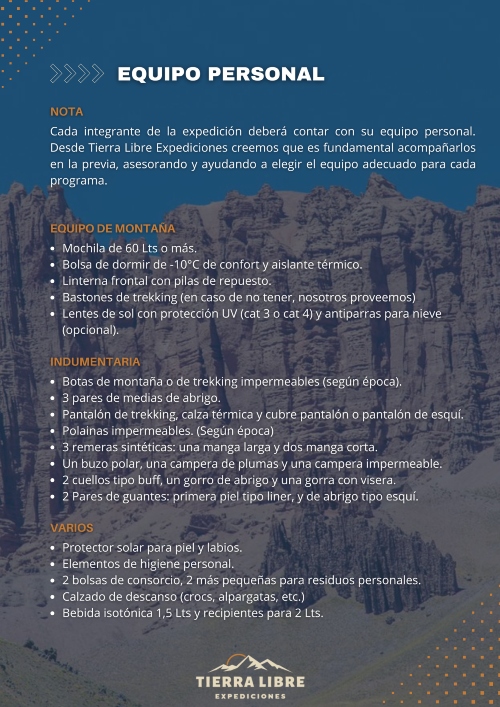 EQUIPO PERSONAL
NOTA
Cada integrante de la expedición deberá contar con su equipo personal.
Desde Tierra Libre Expediciones creemos que es fundamental acompañarlos
en la previa, asesorando y ayudando a elegir el equipo adecuado para cada
programa.
EQUIPO DE MONTAÑA
• Mochila de 60 Lts o más.
• Bolsa de dormir de -10°C de confort y aislante térmico.
• Linterna frontal con pilas de repuesto.
• Bastones de trekking (en caso de no tener, nosotros proveemos)
• Lentes de sol con protección UV (cat 3 o cat 4) y antiparras para nieve
(opcional).
INDUMENTARIA
• Botas de montaña o de trekking impermeables (según época).
• 3 pares de medias de abrigo.
• Pantalón de trekking, calza térmica y cubre pantalón o pantalón de esquí.
• Polainas impermeables. (Según época)
• 3 remeras sintéticas: una manga larga y dos manga corta.
• Un buzo polar, una campera de plumas y una campera impermeable.
• 2 cuellos tipo buff, un gorro de abrigo y una gorra con visera.
• 2 Pares de guantes: primera piel tipo liner, y de abrigo tipo esquí.
VARIOS
• Protector solar para piel y labios.
• Elementos de higiene personal.
• 2 bolsas de consorcio, 2 más pequeñas para residuos personales.
• Calzado de descanso (crocs, alpargatas, etc.)
• Bebida isotónica 1,5 Lts y recipientes para 2 Lts.
TIERRA LIBRE
EXPEDICIONES